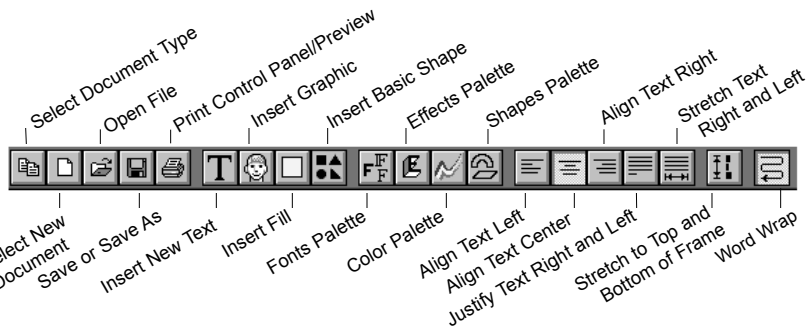 Select Document Type
Open File
Print Control Panel/Preview
Insert Graphic
Insert Basic Shape
Effects Palette
Shapes Palette
Align Text Right
Stretch Text
Right and Left
T
F F F
E
Select New
Document
Save or Save As
Insert New Text
Insert Fill
Fonts Palette
Color Palette
Align Text Left
Align Text Center
Justify Text Right and Left
Stretch to Top and
Bottom of Frame
Word Wrap